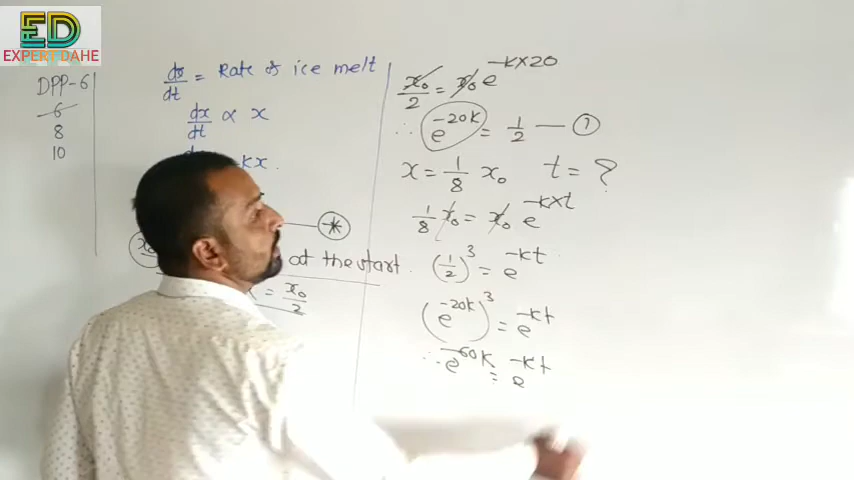 ED
EXPERT DAHE
DPP-6
6
8
10
dx/dt = Rate of ice melt
dx/dt ∝ x
kx.
*
at the start.
= x₀/2
x₀/2 = x₀ e^(-k×20)
∴ e^(-20k) = 1/2 — ①
x = 1/8 x₀ t = ?
1/8 x₀ = x₀ e^(-k×t)
(1/2)^3 = e^(-kt)
(e^(-20k))^3 = e^(-kt)
∴ e^(-60k) = e^(-kt)